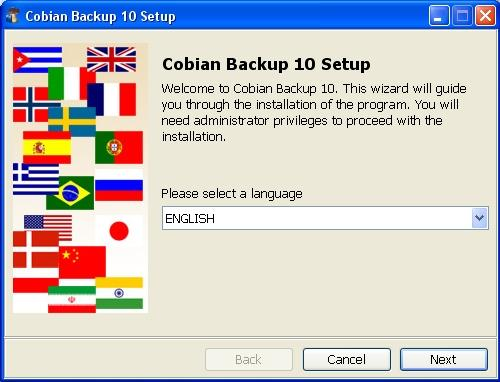 Cobian Backup 10 Setup
Cobian Backup 10 Setup
Welcome to Cobian Backup 10. This wizard will guide
you through the installation of the program. You will
need administrator privileges to proceed with the
installation.
Please select a language
ENGLISH
Back
Cancel
Next